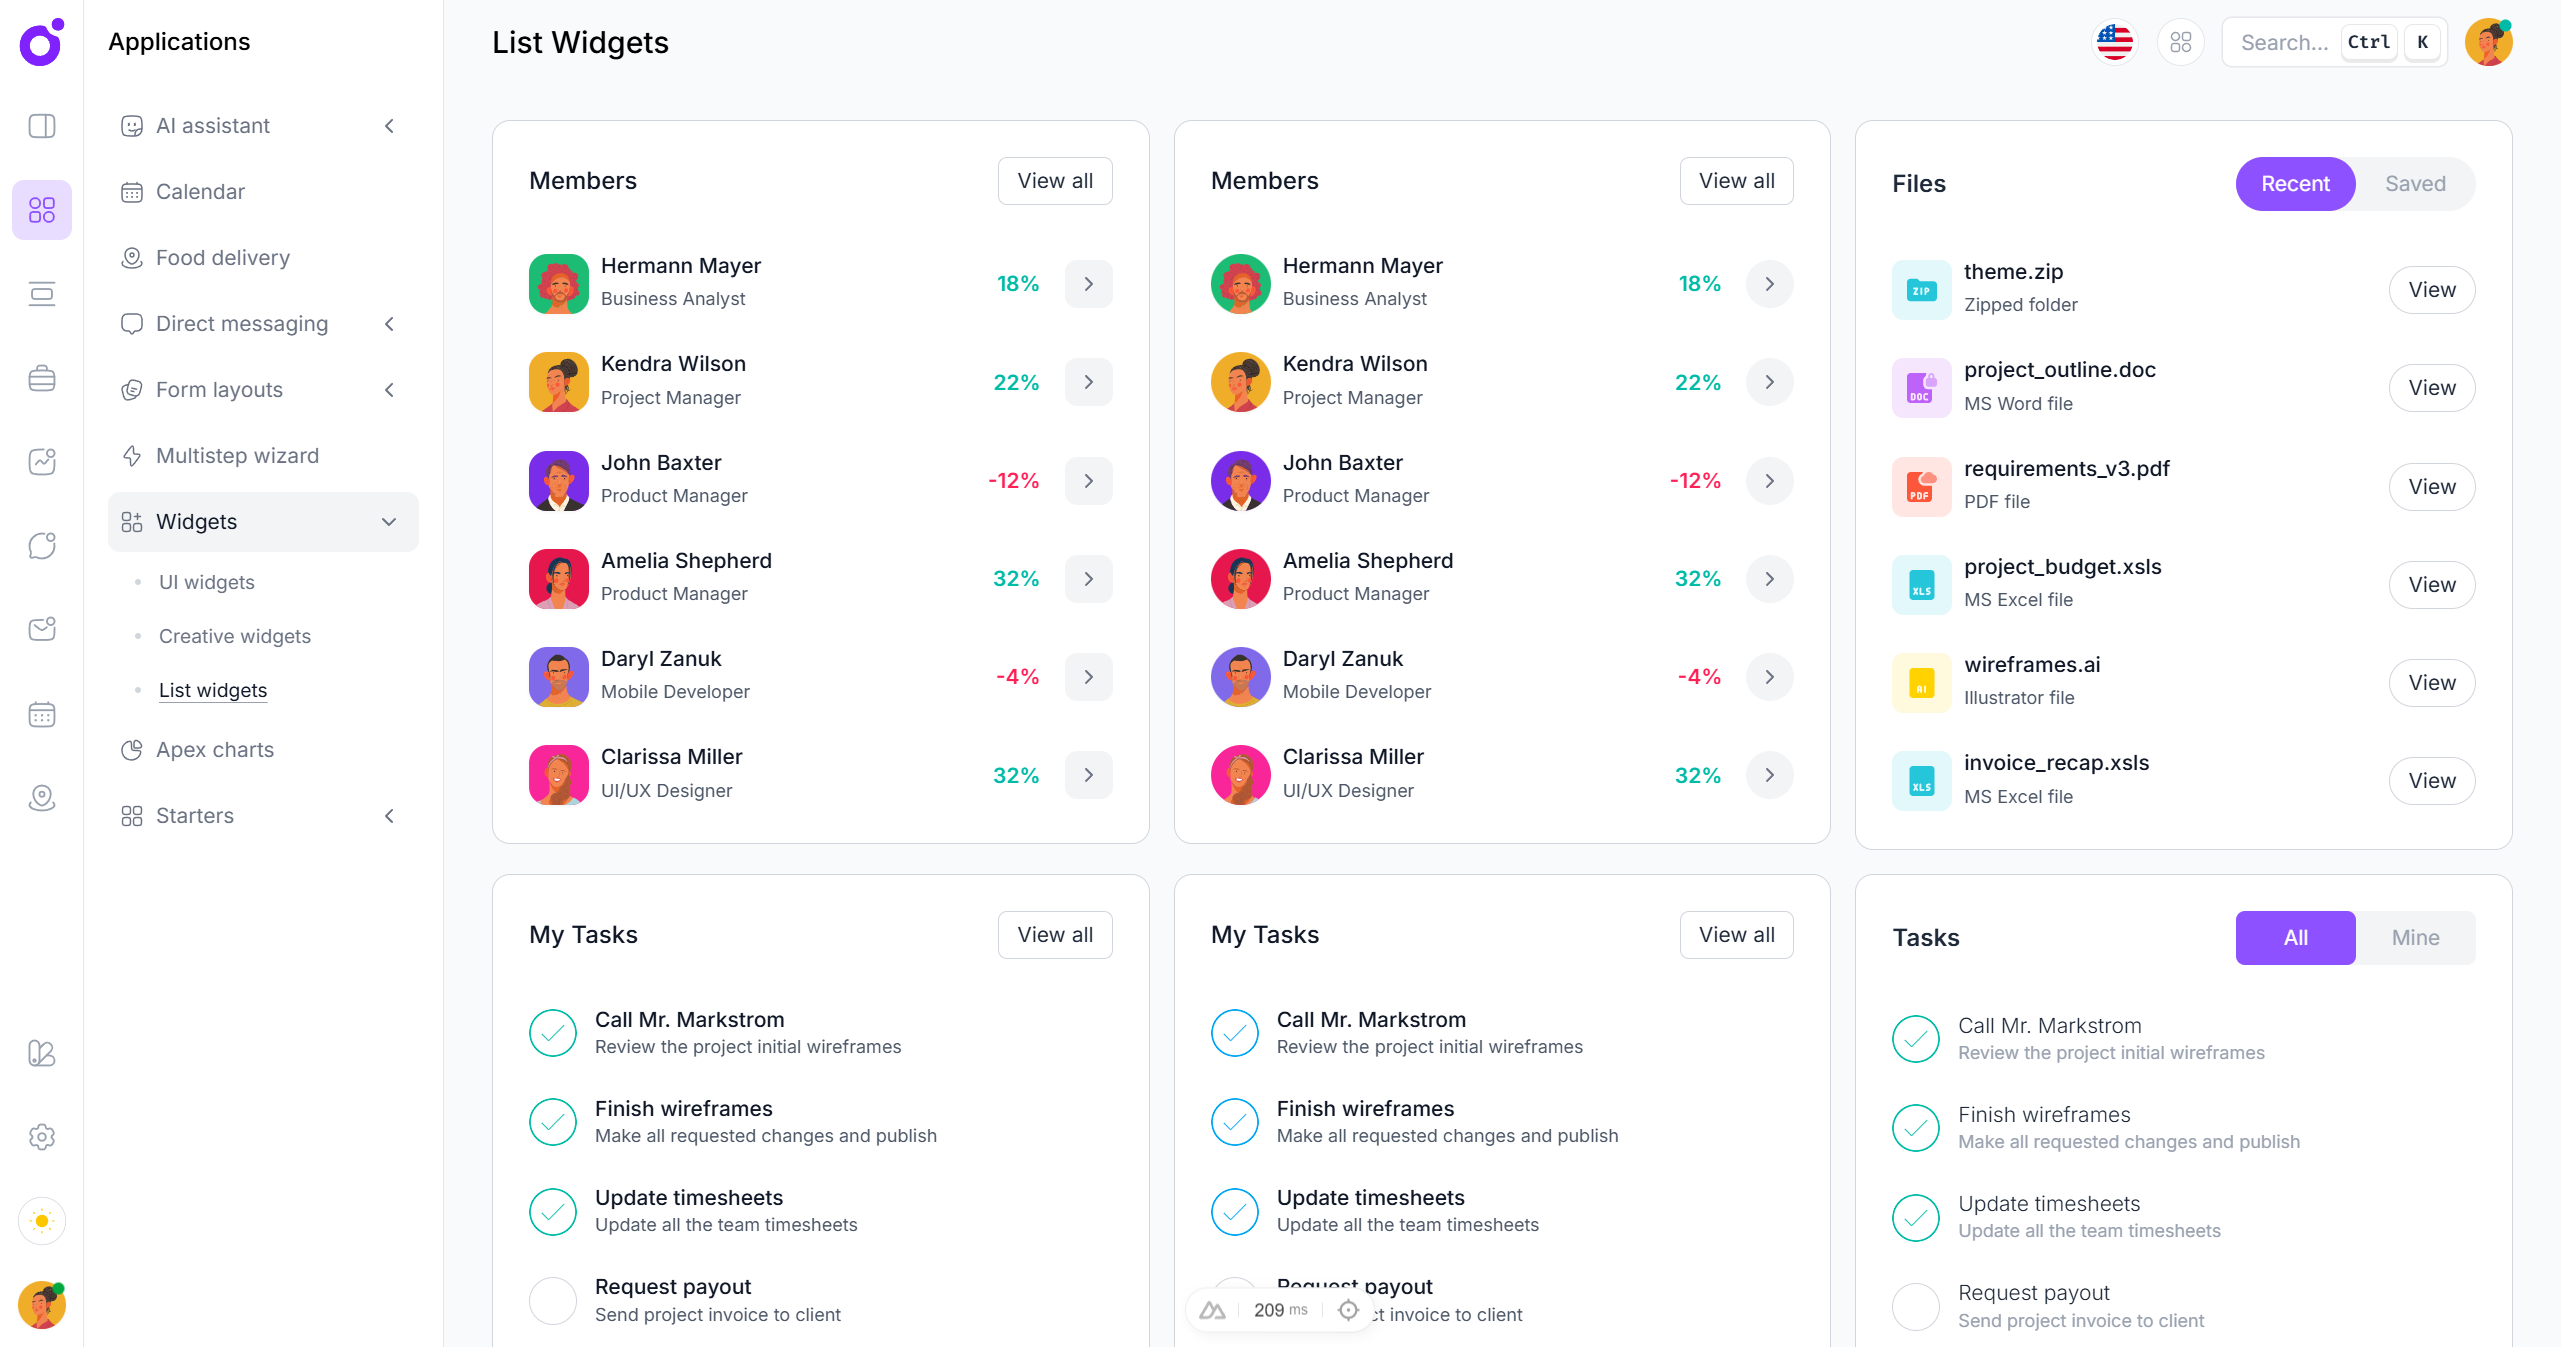 Applications
AI assistant
Calendar
Food delivery
Direct messaging
Form layouts
Multistep wizard
Widgets
UI widgets
Creative widgets
List widgets
Apex charts
Starters
List Widgets
Search... Ctrl K
Members View all
Hermann Mayer
Business Analyst
18%
Kendra Wilson
Project Manager
22%
John Baxter
Product Manager
-12%
Amelia Shepherd
Product Manager
32%
Daryl Zanuk
Mobile Developer
-4%
Clarissa Miller
UI/UX Designer
32%
Members View all
Hermann Mayer
Business Analyst
18%
Kendra Wilson
Project Manager
22%
John Baxter
Product Manager
-12%
Amelia Shepherd
Product Manager
32%
Daryl Zanuk
Mobile Developer
-4%
Clarissa Miller
UI/UX Designer
32%
Files Recent Saved
ZIP
theme.zip
Zipped folder
View
DOC
project_outline.doc
MS Word file
View
PDF
requirements_v3.pdf
PDF file
View
XLS
project_budget.xsls
MS Excel file
View
AI
wireframes.ai
Illustrator file
View
XLS
invoice_recap.xsls
MS Excel file
View
My Tasks View all
Call Mr. Markstrom
Review the project initial wireframes
Finish wireframes
Make all requested changes and publish
Update timesheets
Update all the team timesheets
Request payout
Send project invoice to client
My Tasks View all
Call Mr. Markstrom
Review the project initial wireframes
Finish wireframes
Make all requested changes and publish
Update timesheets
Update all the team timesheets
Request payout
invoice to client
209 ms
Tasks All Mine
Call Mr. Markstrom
Review the project initial wireframes
Finish wireframes
Make all requested changes and publish
Update timesheets
Update all the team timesheets
Request payout
Send project invoice to client